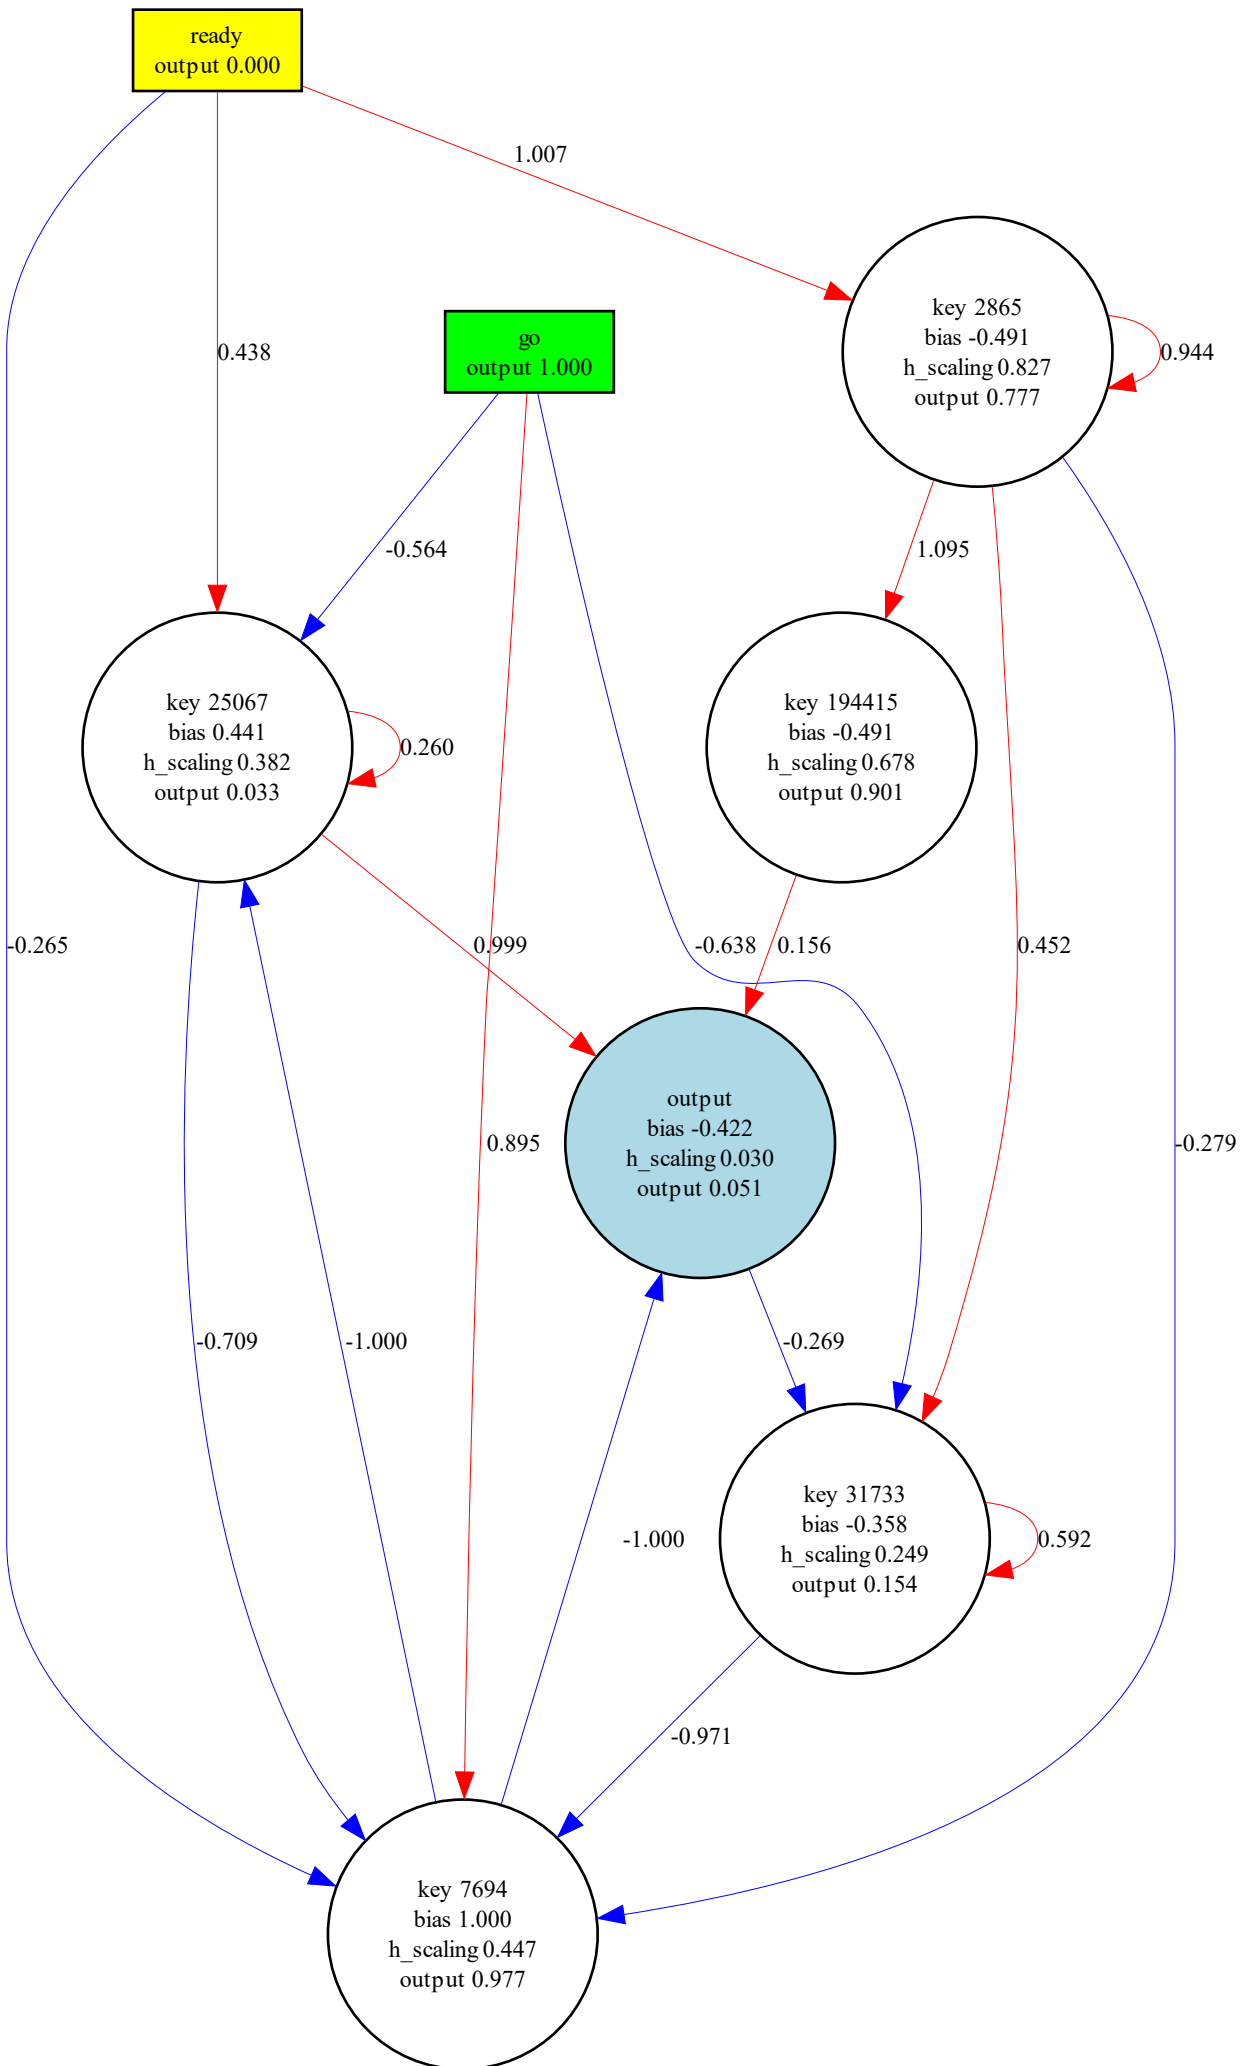 ready
output 0.000
1.007
key 2865
bias -0.491
h_scaling 0.827
output 0.777
0.944
go
output 1.000
0.438
-0.564
1.095
key 25067
bias 0.441
h_scaling 0.382
output 0.033
0.260
key 194415
bias -0.491
h_scaling 0.678
output 0.901
-0.265
0.999
-0.638
0.156
0.452
output
bias -0.422
h_scaling 0.030
output 0.051
0.895
-0.279
-0.709
-1.000
-0.269
key 31733
bias -0.358
h_scaling 0.249
output 0.154
-1.000
0.592
-0.971
key 7694
bias 1.000
h_scaling 0.447
output 0.977